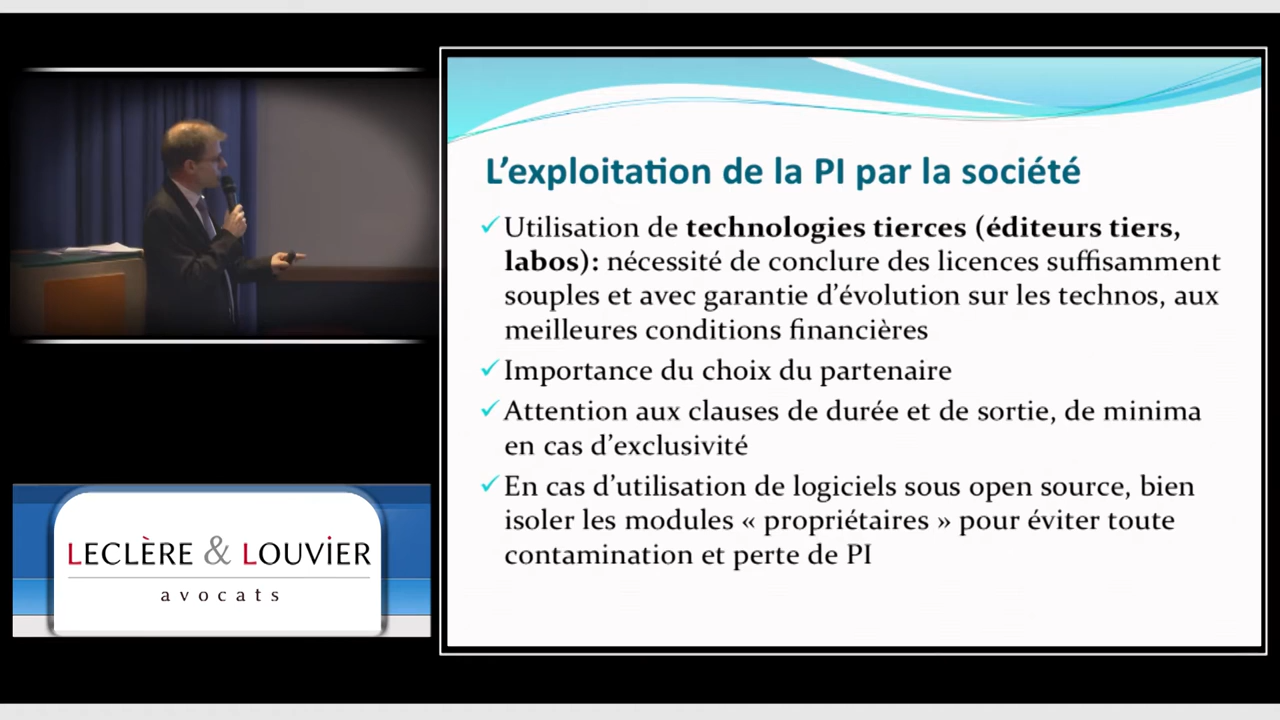 L'exploitation de la PI par la société
Utilisation de technologies tierces (éditeurs tiers,
labos): nécessité de conclure des licences suffisamment
souples et avec garantie d'évolution sur les technos, aux
meilleures conditions financières
Importance du choix du partenaire
Attention aux clauses de durée et de sortie, de minima
en cas d'exclusivité
En cas d'utilisation de logiciels sous open source, bien
isoler les modules « propriétaires » pour éviter toute
contamination et perte de PI
LECLÈRE & LOUVIER
avocats